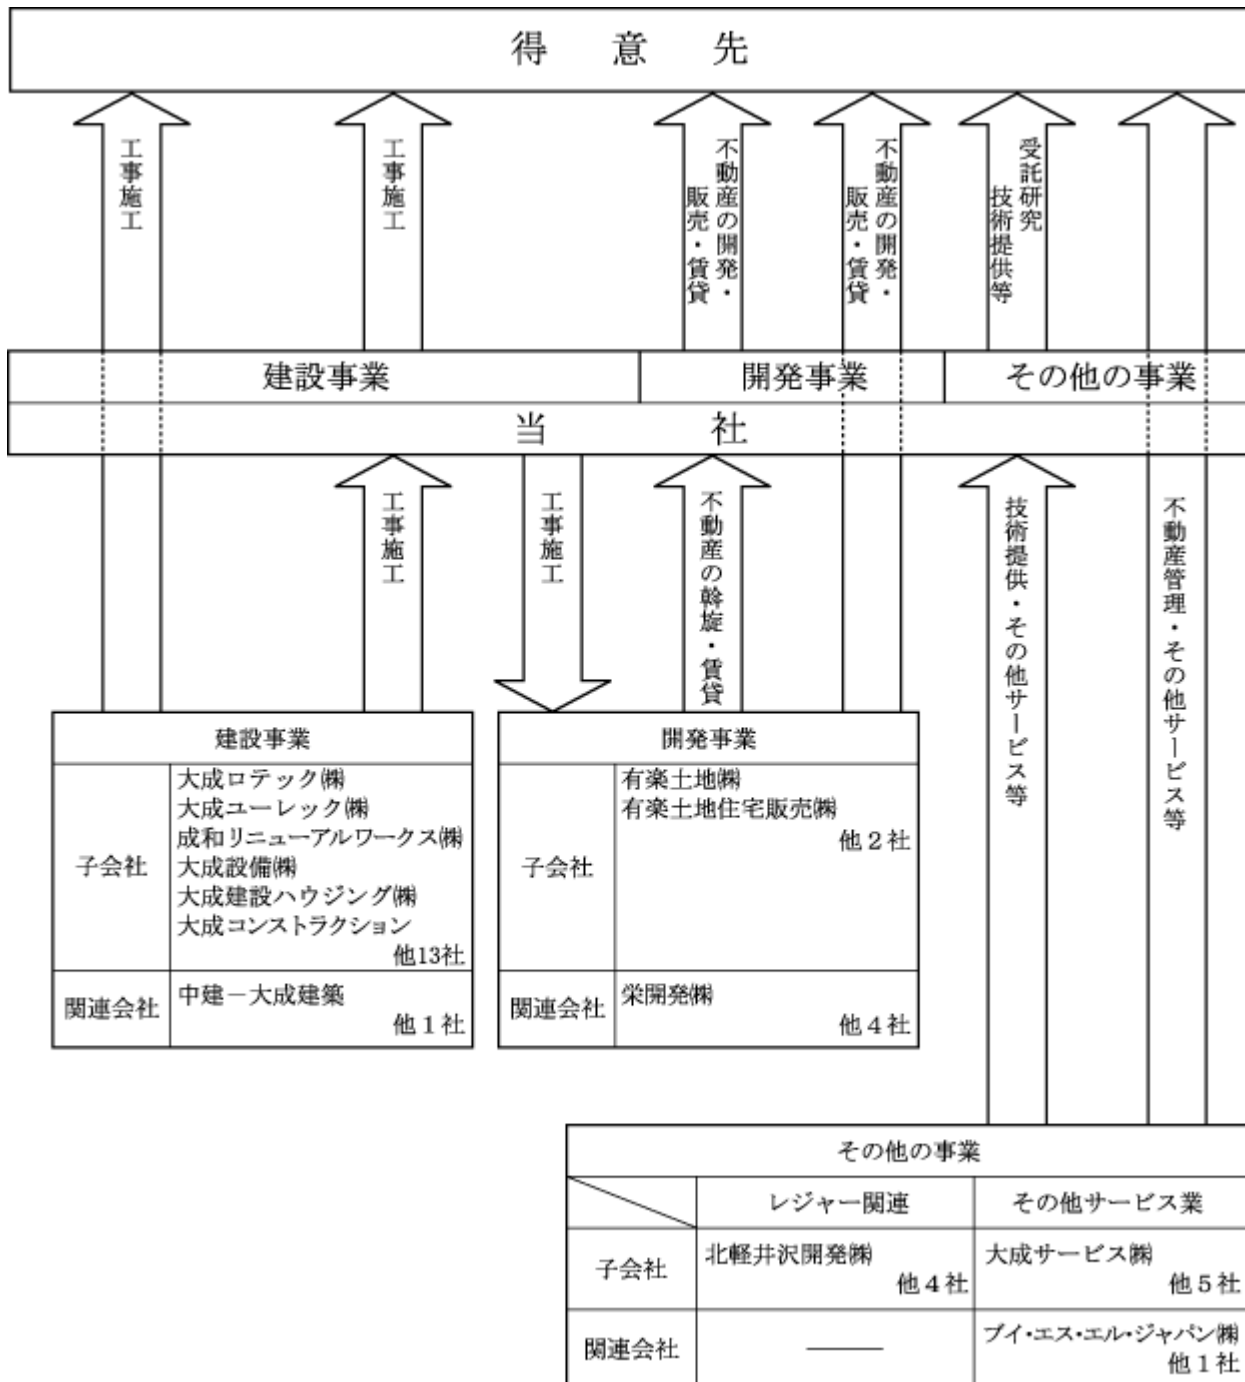 得意先
工事施工
工事施工
不動産の開発・
販売・賃貸
不動産の開発・
販売・賃貸
受託研究
技術提供等
建設事業
開発事業
その他の事業
当社
工事施工
工事施工
不動産の斡旋・賃貸
技術提供・その他サービス等
不動産管理・その他サービス等
建設事業
子会社
大成ロテック㈱
大成ユーレック㈱
成和リニューアルワークス㈱
大成設備㈱
大成建設ハウジング㈱
大成コンストラクション
他13社
関連会社
中建－大成建築
他1社
開発事業
子会社
有楽土地㈱
有楽土地住宅販売㈱
他2社
関連会社
栄開発㈱
他4社
その他の事業
レジャー関連
その他サービス業
子会社
北軽井沢開発㈱
他4社
大成サービス㈱
他5社
関連会社
――
ブイ・エス・エル・ジャパン㈱
他1社